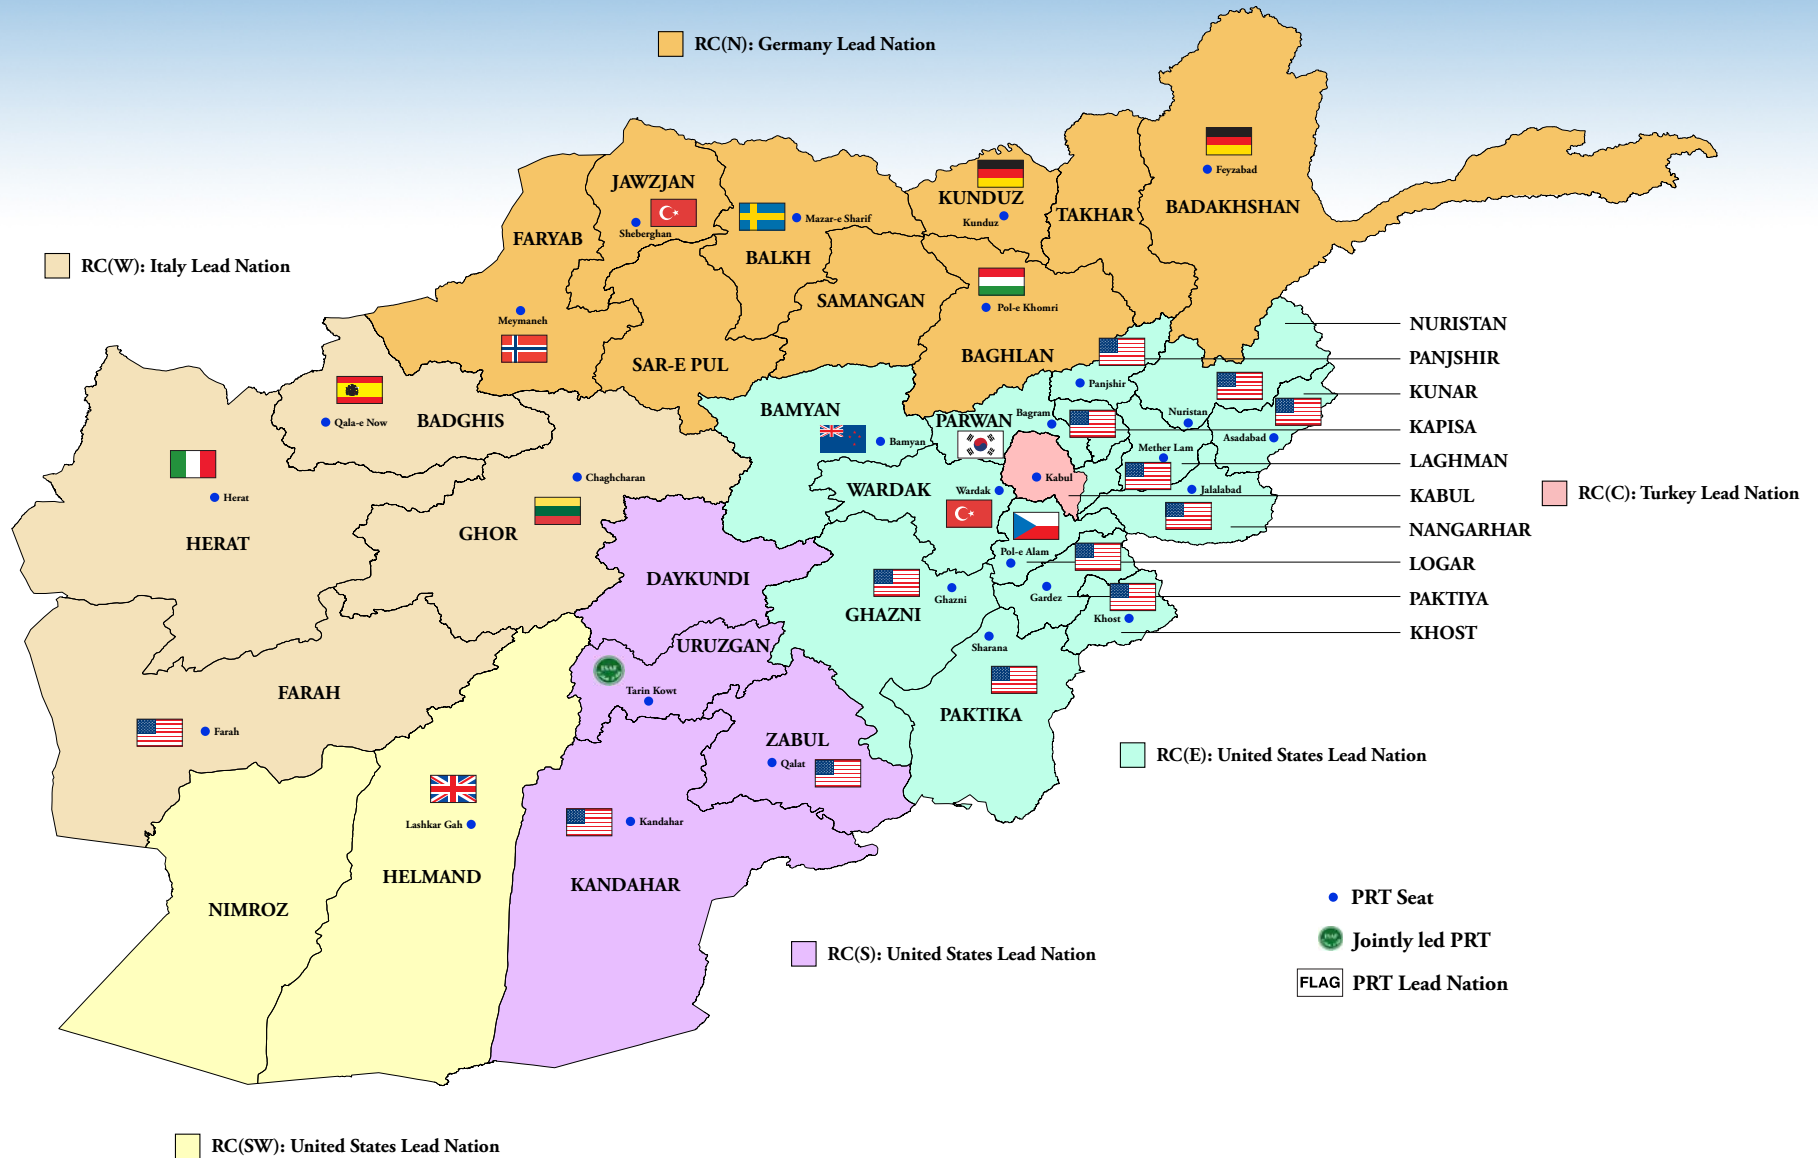 RC(N): Germany Lead Nation
Feyzabad
JAWZJAN
KUNDUZ
BADAKHSHAN
TAKHAR
Mazar-e Sharif
Kunduz
Sheberghan
FARYAB
BALKH
RC(W): Italy Lead Nation
SAMANGAN
Pol-e Khomri
Meymaneh
NURISTAN
BAGHLAN
PANJSHIR
SAR-E PUL
Panjshir
KUNAR
BAMYAN
Nuristan
Bagram
PARWAN
Qala-e Now
BADGHIS
KAPISA
Asadabad
Bamyan
Mether Lam
LAGHMAN
Chaghcharan
Kabul
WARDAK
Wardak
Jalalabad
KABUL
RC(C): Turkey Lead Nation
Herat
NANGARHAR
GHOR
HERAT
Pol-e Alam
LOGAR
DAYKUNDI
Ghazni
Gardez
PAKTIYA
GHAZNI
Khost
KHOST
URUZGAN
Sharana
Tarin Kowt
FARAH
PAKTIKA
Farah
ZABUL
RC(E): United States Lead Nation
Qalat
Lashkar Gah
Kandahar
HELMAND
KANDAHAR
PRT Seat
NIMROZ
Jointly led PRT
RC(S): United States Lead Nation
FLAG PRT Lead Nation
RC(SW): United States Lead Nation